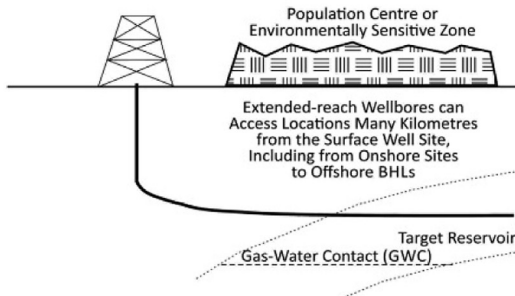 Population Centre or
Environmentally Sensitive Zone
Extended-reach Wellbores can
Access Locations Many Kilometres
from the Surface Well Site,
Including from Onshore Sites
to Offshore BHLs
Target Reservoir
Gas-Water Contact (GWC)